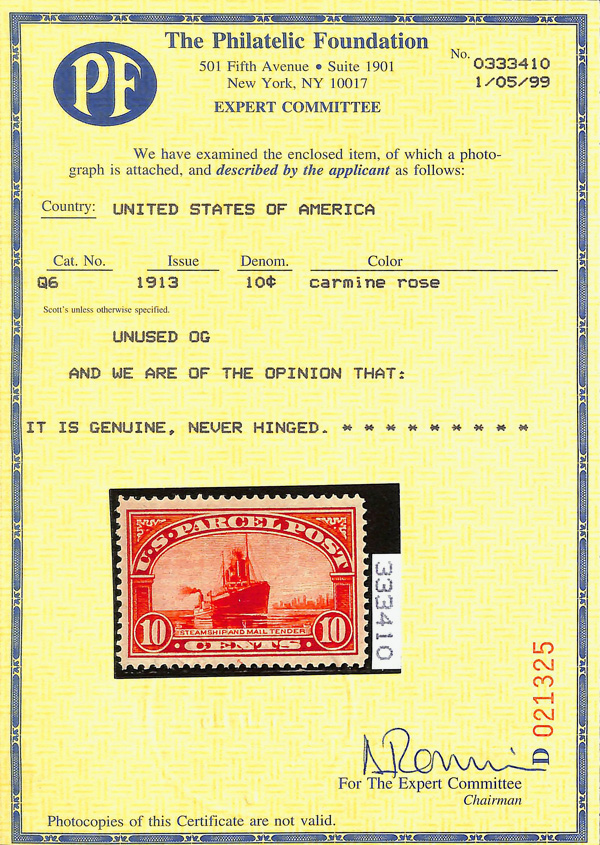 PF
The Philatelic Foundation
501 Fifth Avenue • Suite 1901
New York, NY 10017
EXPERT COMMITTEE
No. 0333410
1/05/99
We have examined the enclosed item, of which a photo-
graph is attached, and described by the applicant as follows:
Country: UNITED STATES OF AMERICA
Cat. No. Issue Denom. Color
Q6 1913 10¢ carmine rose
Scott's unless otherwise specified.
UNUSED OG
AND WE ARE OF THE OPINION THAT:
IT IS GENUINE, NEVER HINGED. * * * * * * * * *
U.S. PARCEL POST
STEAMSHIP AND MAIL TENDER
10 10
• CENTS •
333410
D 021325
For The Expert Committee
Chairman
Photocopies of this Certificate are not valid.